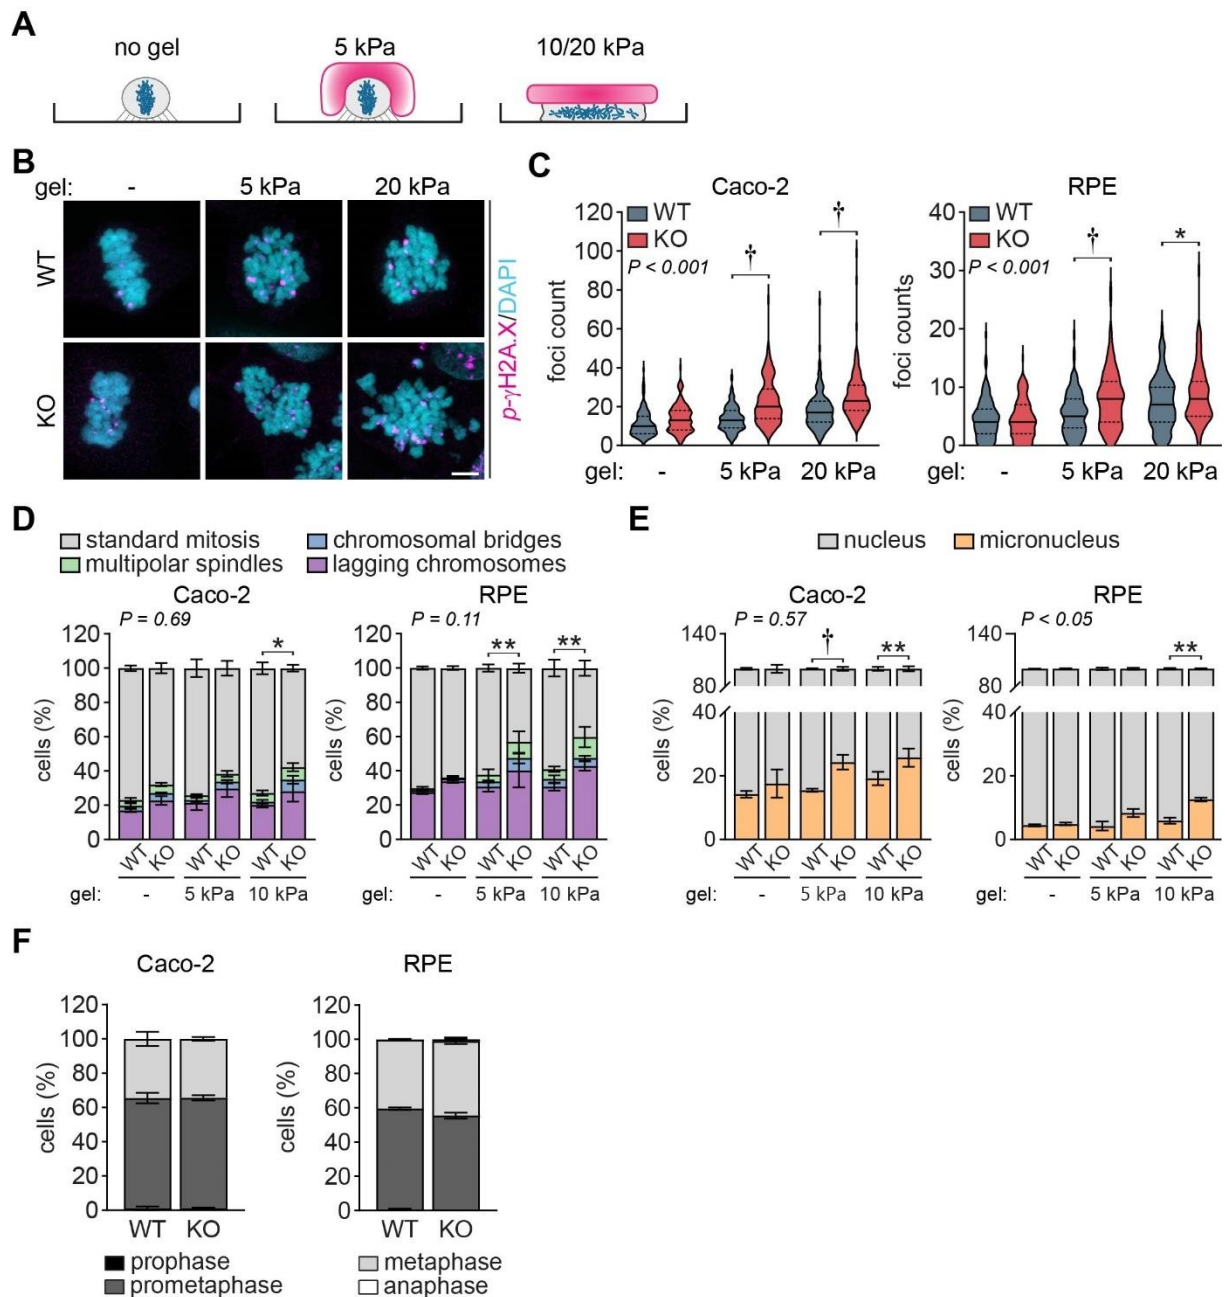 A
no gel
5 kPa
10/20 kPa
B
gel:
-
5 kPa
20 kPa
WT
KO
p-γH2A.X/DAPI
C
Caco-2
WT
KO
P < 0.001
†
†
foci count
120
100
80
60
40
20
0
gel:
-
5 kPa
20 kPa
RPE
WT
KO
P < 0.001
†
*
foci counts
40
30
20
10
0
gel:
-
5 kPa
20 kPa
D
standard mitosis
chromosomal bridges
multipolar spindles
lagging chromosomes
Caco-2
P = 0.69
*
cells (%)
120
100
80
60
40
20
0
WT KO WT KO WT KO
gel:
-
5 kPa
10 kPa
RPE
P = 0.11
**
**
cells (%)
120
100
80
60
40
20
0
WT KO WT KO WT KO
gel:
-
5 kPa
10 kPa
E
nucleus
micronucleus
Caco-2
P = 0.57
†
**
cells (%)
140
80
40
20
0
WT KO WT KO WT KO
gel:
-
5 kPa
10 kPa
RPE
P < 0.05
**
cells (%)
140
80
40
20
0
WT KO WT KO WT KO
gel:
-
5 kPa
10 kPa
F
Caco-2
cells (%)
120
100
80
60
40
20
0
WT KO
RPE
cells (%)
120
100
80
60
40
20
0
WT KO
prophase
metaphase
prometaphase
anaphase